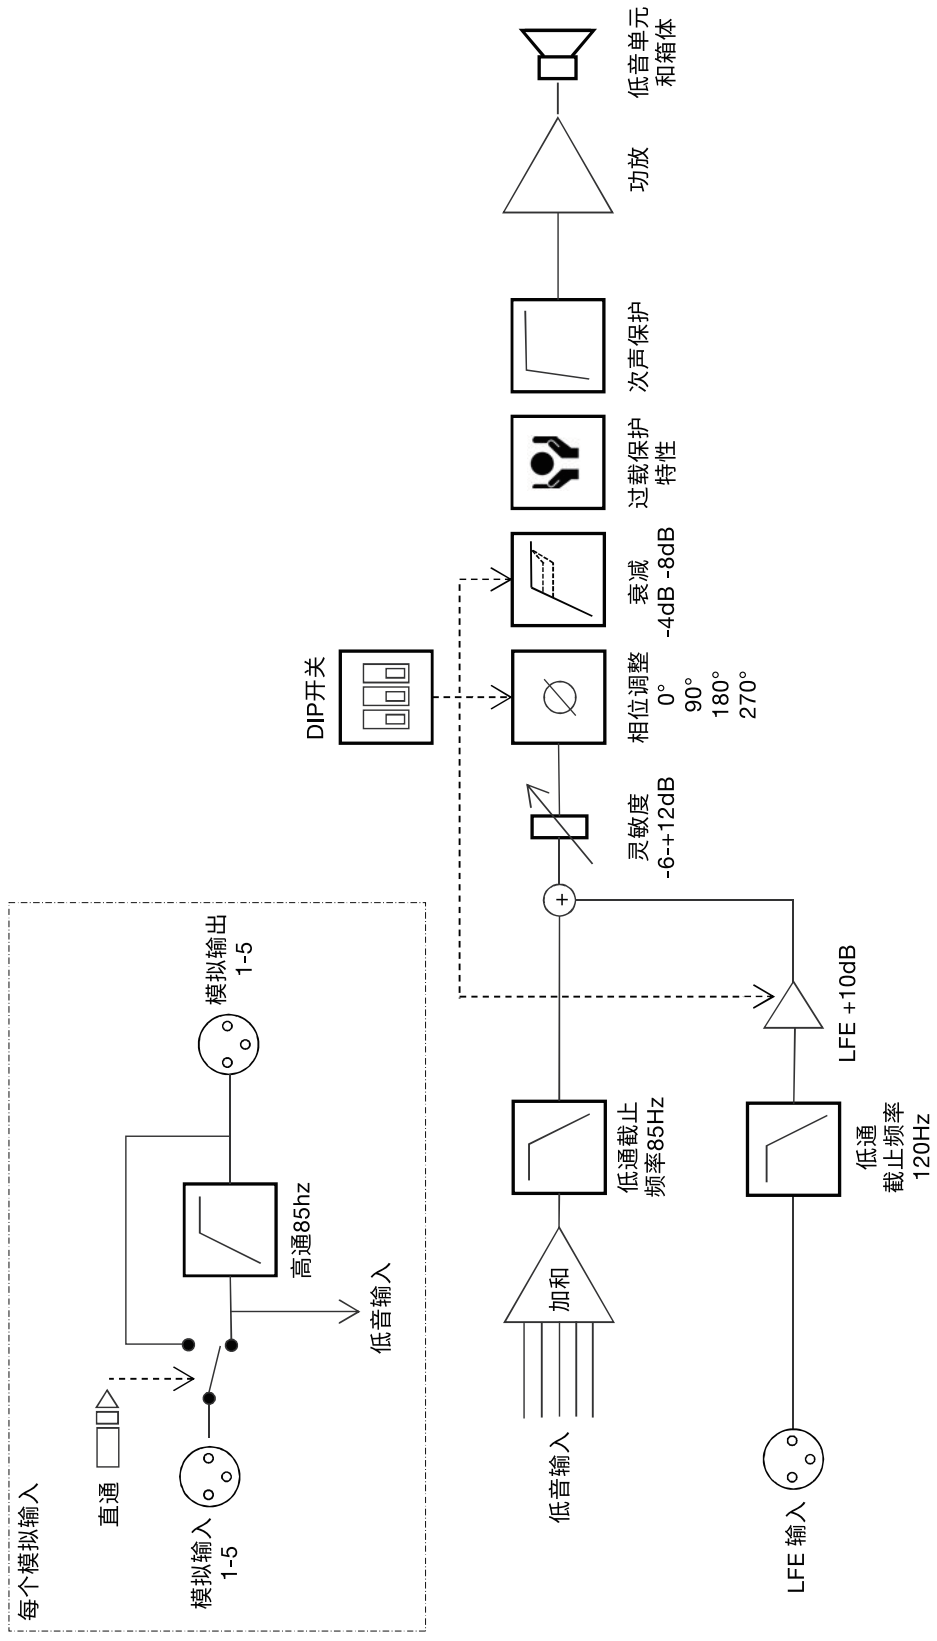 每个模拟输入
直通
模拟输入
1-5
高通85hz
低音输入
模拟输出
1-5
DIP开关
低音输入
加和
低通截止
频率85Hz
灵敏度
-6-+12dB
相位调整
0°
90°
180°
270°
衰减
-4dB -8dB
过载保护
特性
次声保护
功放
低音单元
和箱体
LFE 输入
低通
截止频率
120Hz
LFE +10dB
+